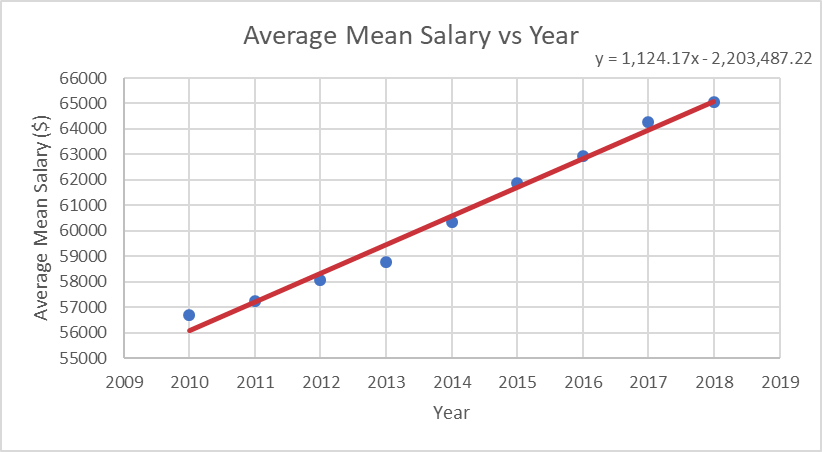 Average Mean Salary vs Year
y = 1,124.17x - 2,203,487.22
66000
65000
64000
63000
62000
61000
60000
59000
58000
57000
56000
55000
Average Mean Salary ($)
2009 2010 2011 2012 2013 2014 2015 2016 2017 2018 2019
Year